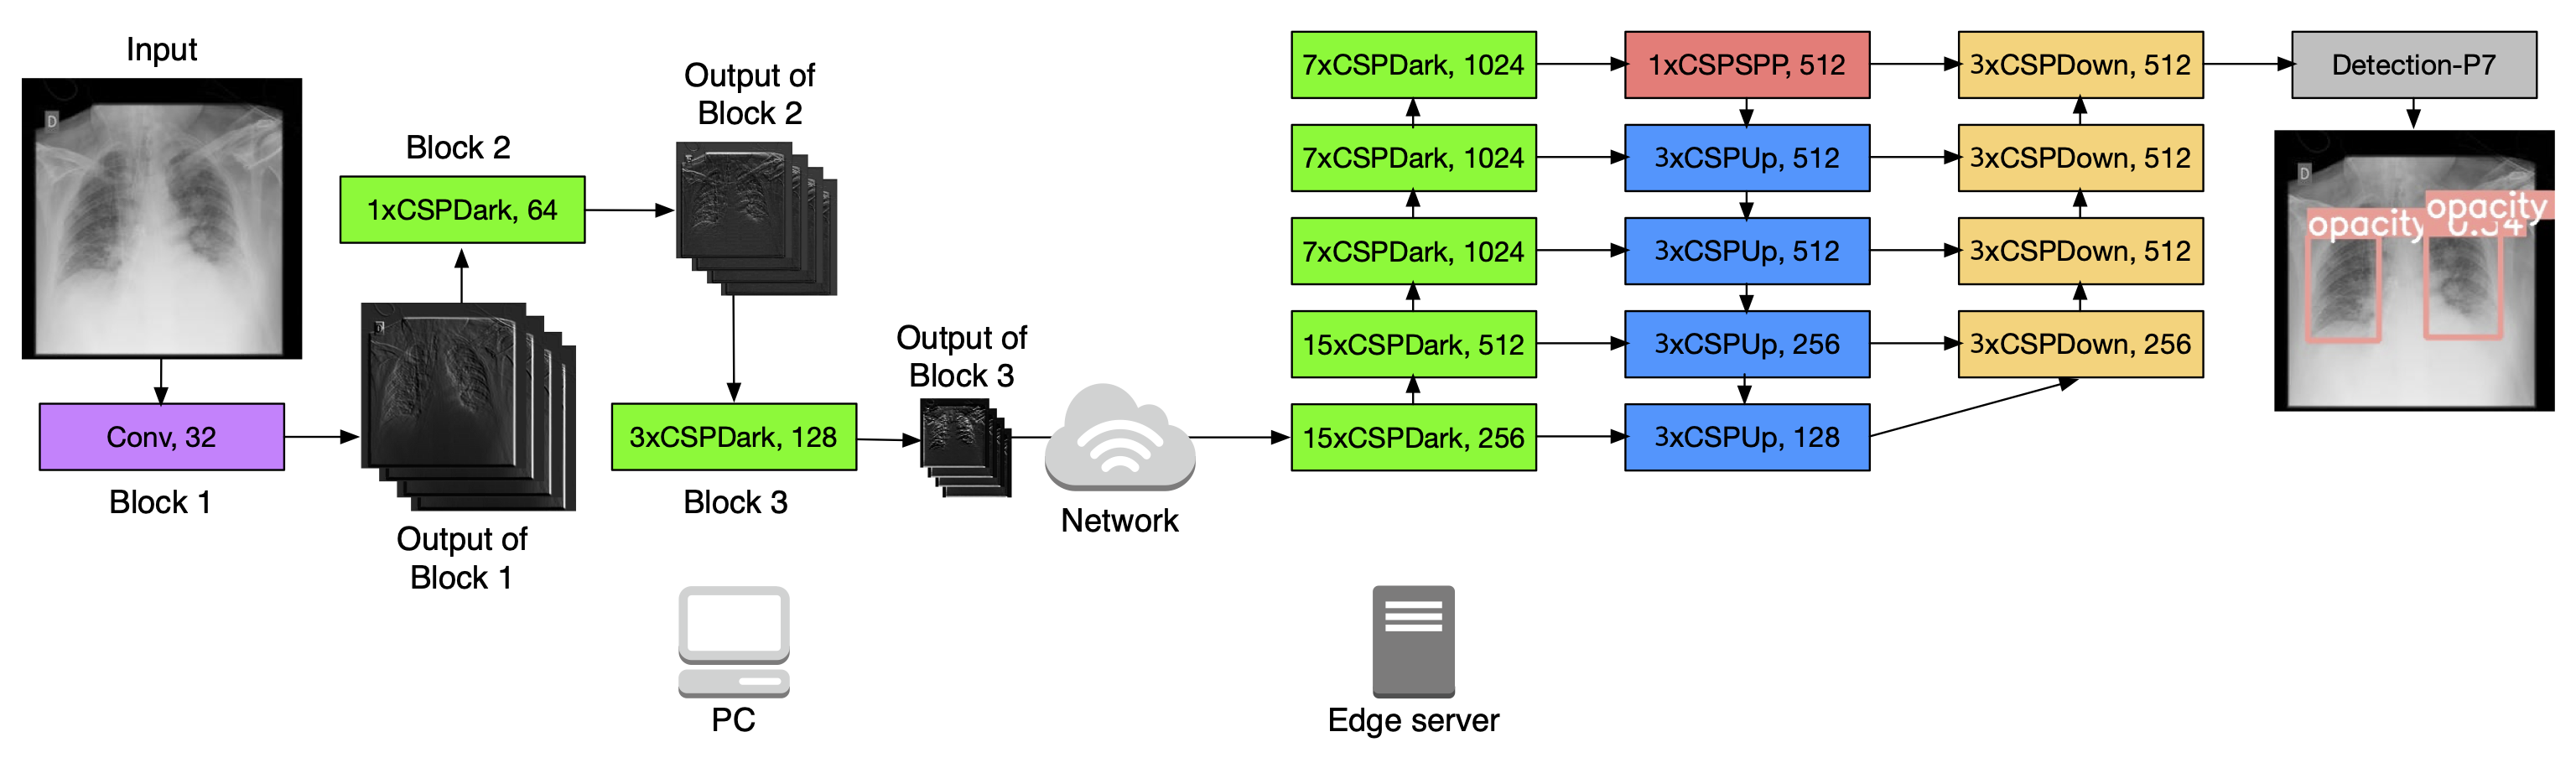 Input
D
Conv, 32
Block 1
Output of
Block 1
Block 2
1xCSPDark, 64
Output of
Block 2
3xCSPDark, 128
Block 3
Output of
Block 3
Network
PC
7xCSPDark, 1024
7xCSPDark, 1024
7xCSPDark, 1024
15xCSPDark, 512
15xCSPDark, 256
1xCSPSPP, 512
3xCSPUp, 512
3xCSPUp, 512
3xCSPUp, 256
3xCSPUp, 128
3xCSPDown, 512
3xCSPDown, 512
3xCSPDown, 512
3xCSPDown, 256
Edge server
Detection-P7
D
opacity
opacity